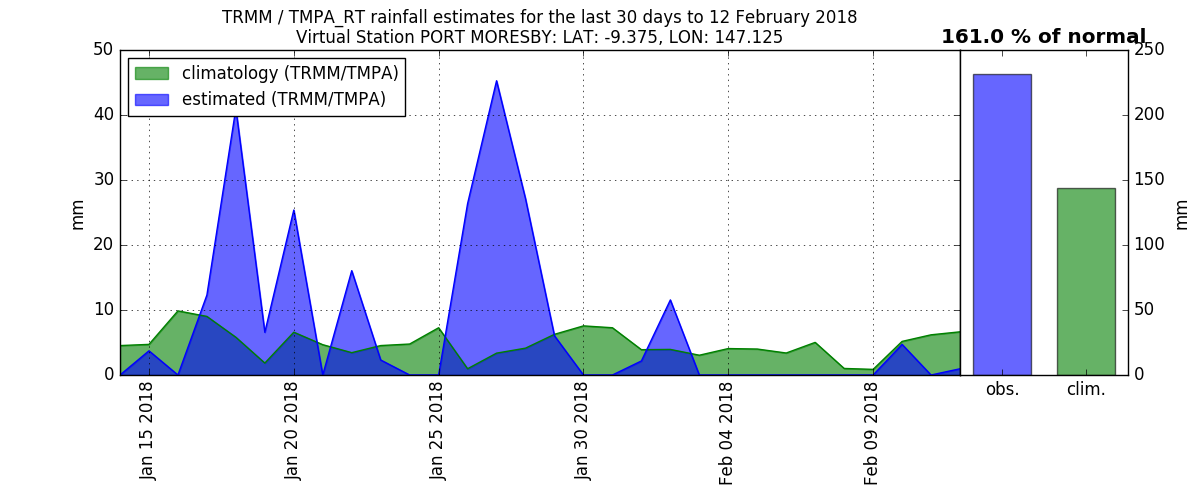 TRMM / TMPA_RT rainfall estimates for the last 30 days to 12 February 2018
Virtual Station PORT MORESBY: LAT: -9.375, LON: 147.125
161.0 % of normal
climatology (TRMM/TMPA)
estimated (TRMM/TMPA)
50
40
30
20
10
0
mm
Jan 15 2018
Jan 20 2018
Jan 25 2018
Jan 30 2018
Feb 04 2018
Feb 09 2018
250
200
150
100
50
0
mm
obs.
clim.